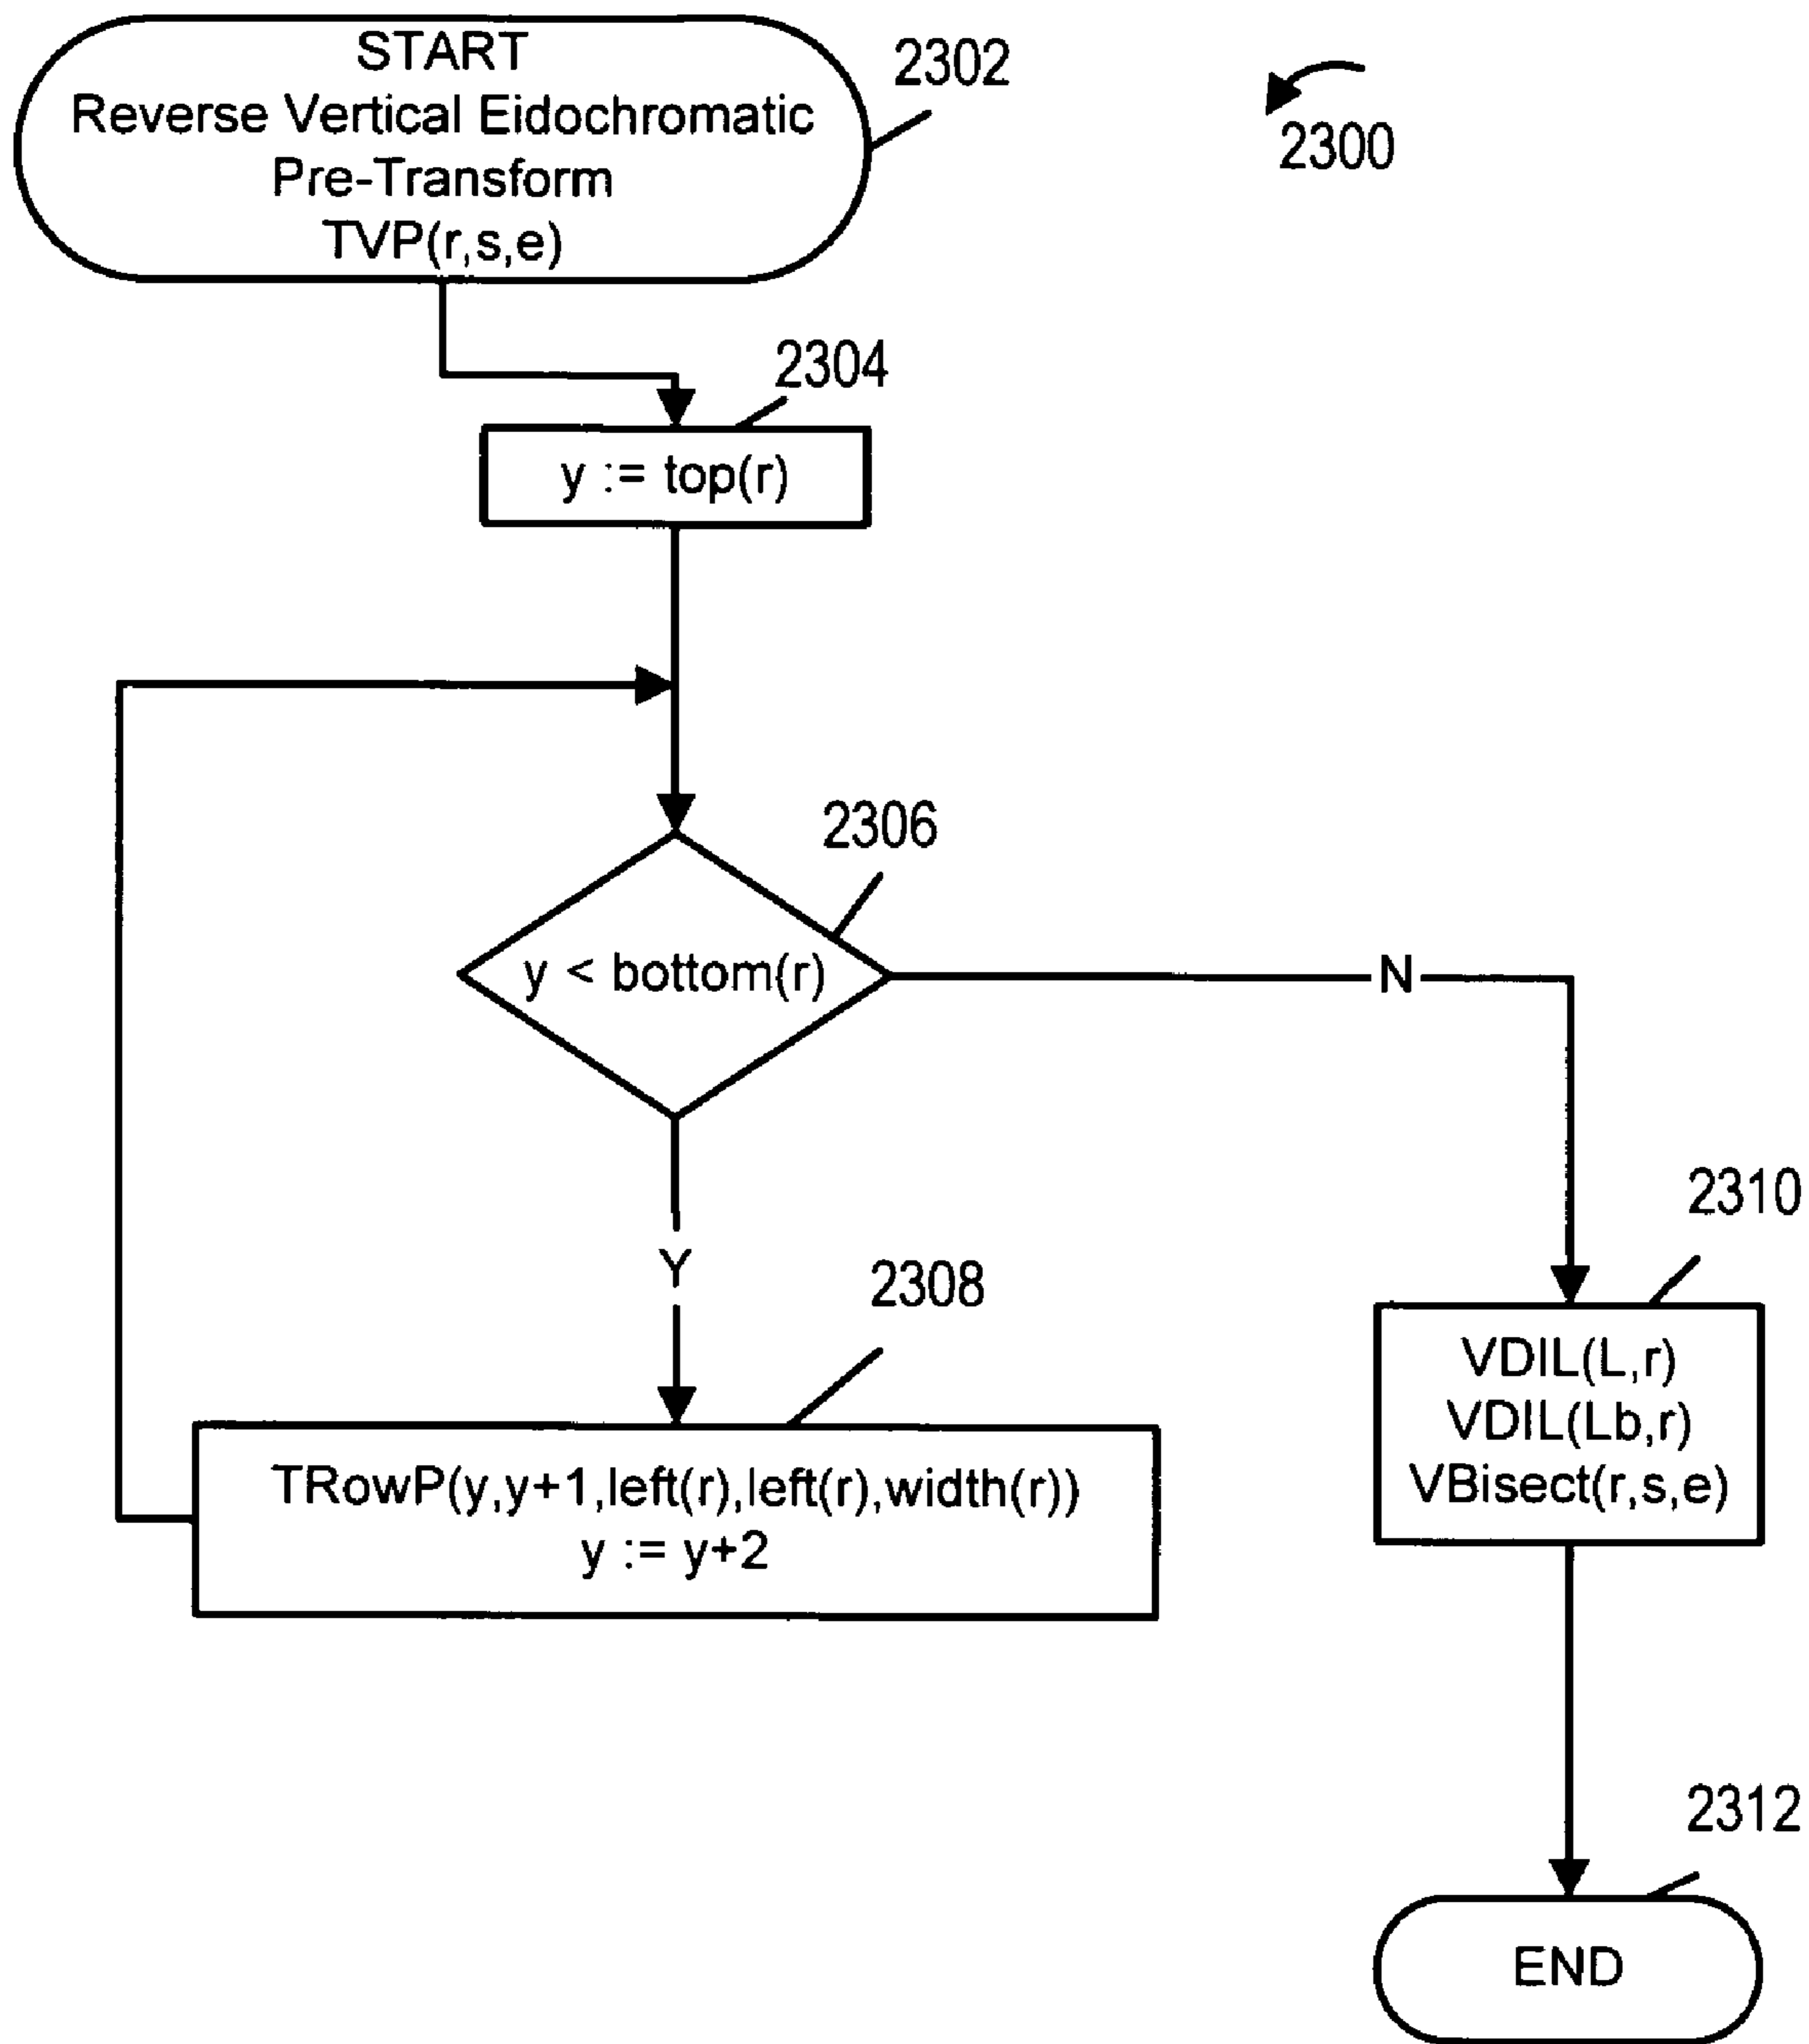 START
Reverse Vertical Eidochromatic
Pre-Transform
TVP(r,s,e)
2302
2300
2304
y := top(r)
2306
y < bottom(r)
N
Y
2308
TRowP(y,y+1,left(r),left(r),width(r))
y := y+2
2310
VDIL(L,r)
VDIL(Lb,r)
VBisect(r,s,e)
2312
END